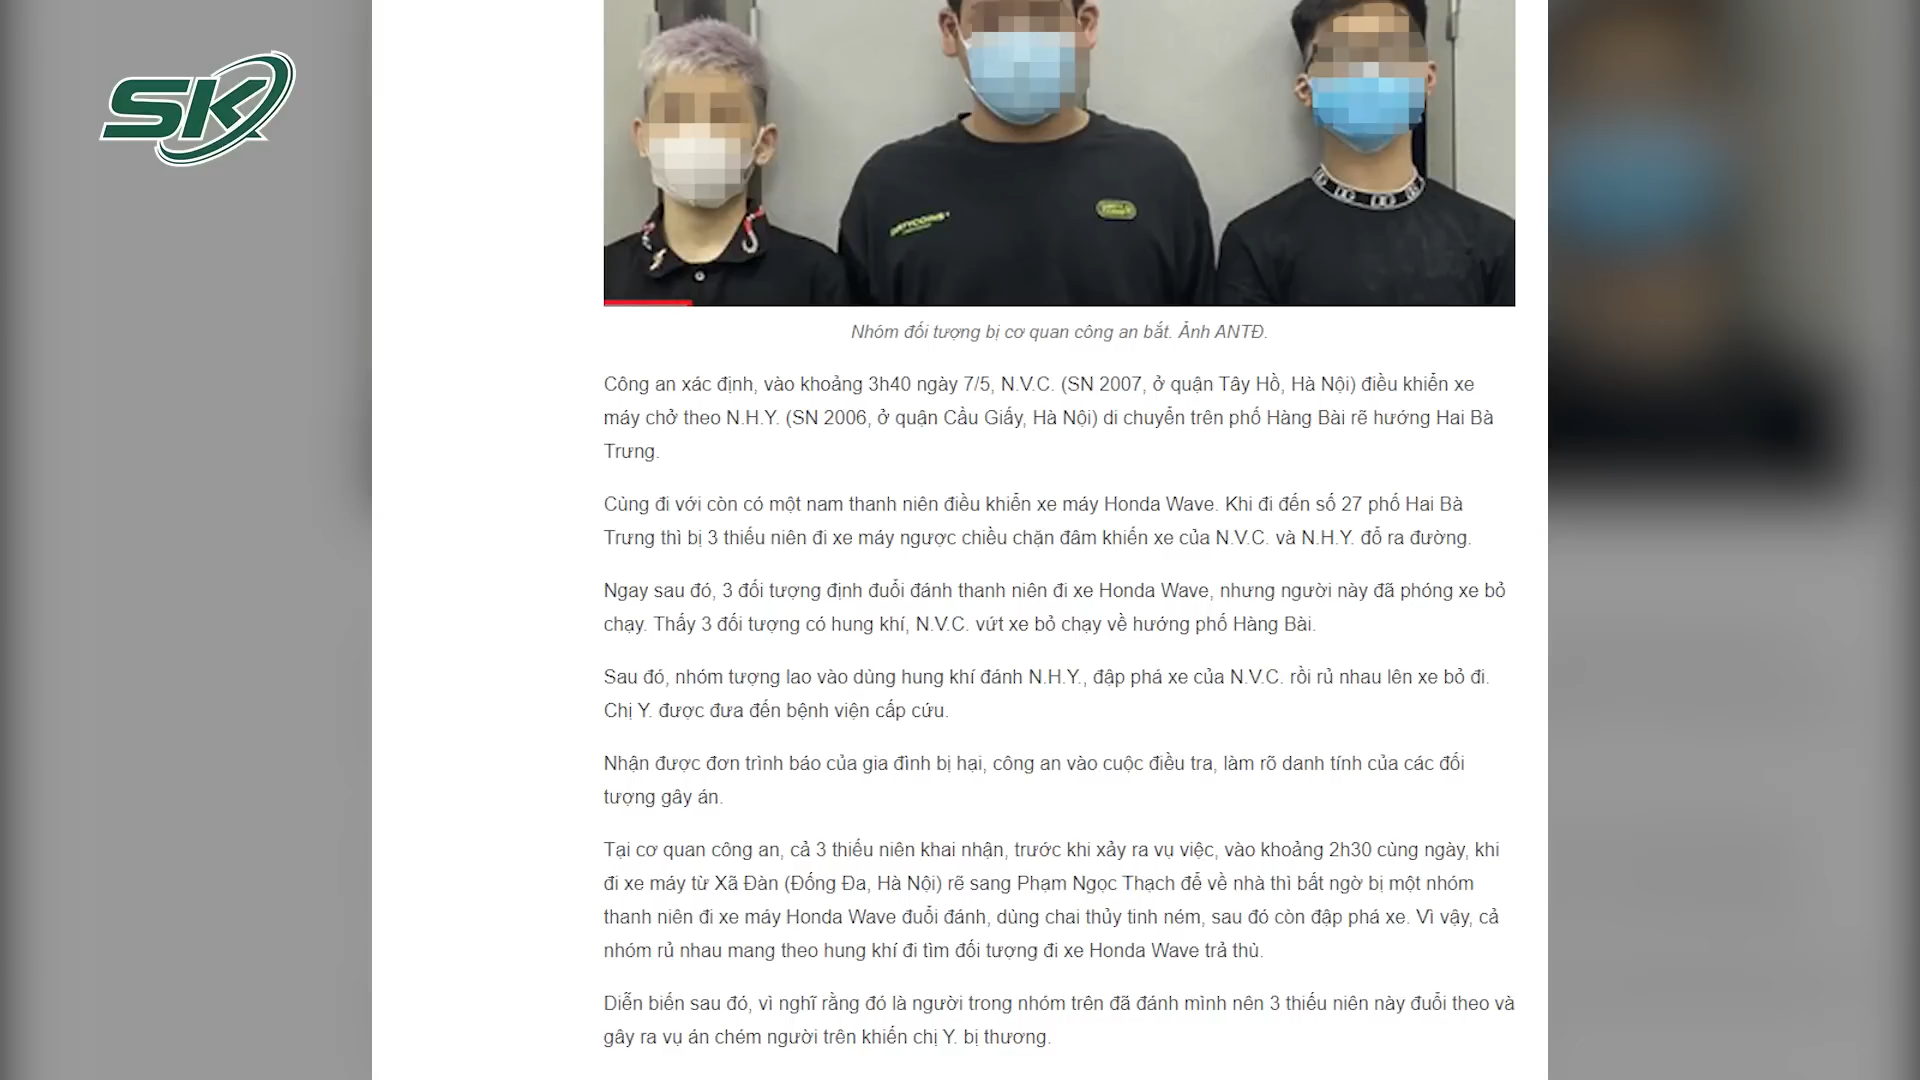 SK
Nhóm đối tượng bị cơ quan công an bắt. Ảnh ANTĐ.
Công an xác định, vào khoảng 3h40 ngày 7/5, N.V.C. (SN 2007, ở quận Tây Hồ, Hà Nội) điều khiển xe
máy chở theo N.H.Y. (SN 2006, ở quận Cầu Giấy, Hà Nội) di chuyển trên phố Hàng Bài rẽ hướng Hai Bà
Trưng.
Cùng đi với còn có một nam thanh niên điều khiển xe máy Honda Wave. Khi đi đến số 27 phố Hai Bà
Trưng thì bị 3 thiếu niên đi xe máy ngược chiều chặn đâm khiến xe của N.V.C. và N.H.Y. đổ ra đường.
Ngay sau đó, 3 đối tượng định đuổi đánh thanh niên đi xe Honda Wave, nhưng người này đã phóng xe bỏ
chạy. Thấy 3 đối tượng có hung khí, N.V.C. vứt xe bỏ chạy về hướng phố Hàng Bài.
Sau đó, nhóm tượng lao vào dùng hung khí đánh N.H.Y., đập phá xe của N.V.C. rồi rủ nhau lên xe bỏ đi.
Chị Y. được đưa đến bệnh viện cấp cứu.
Nhận được đơn trình báo của gia đình bị hại, công an vào cuộc điều tra, làm rõ danh tính của các đối
tượng gây án.
Tại cơ quan công an, cả 3 thiếu niên khai nhận, trước khi xảy ra vụ việc, vào khoảng 2h30 cùng ngày, khi
đi xe máy từ Xã Đàn (Đống Đa, Hà Nội) rẽ sang Phạm Ngọc Thạch để về nhà thì bất ngờ bị một nhóm
thanh niên đi xe máy Honda Wave đuổi đánh, dùng chai thủy tinh ném, sau đó còn đập phá xe. Vì vậy, cả
nhóm rủ nhau mang theo hung khí đi tìm đối tượng đi xe Honda Wave trả thù.
Diễn biến sau đó, vì nghĩ rằng đó là người trong nhóm trên đã đánh mình nên 3 thiếu niên này đuổi theo và
gây ra vụ án chém người trên khiến chị Y. bị thương.